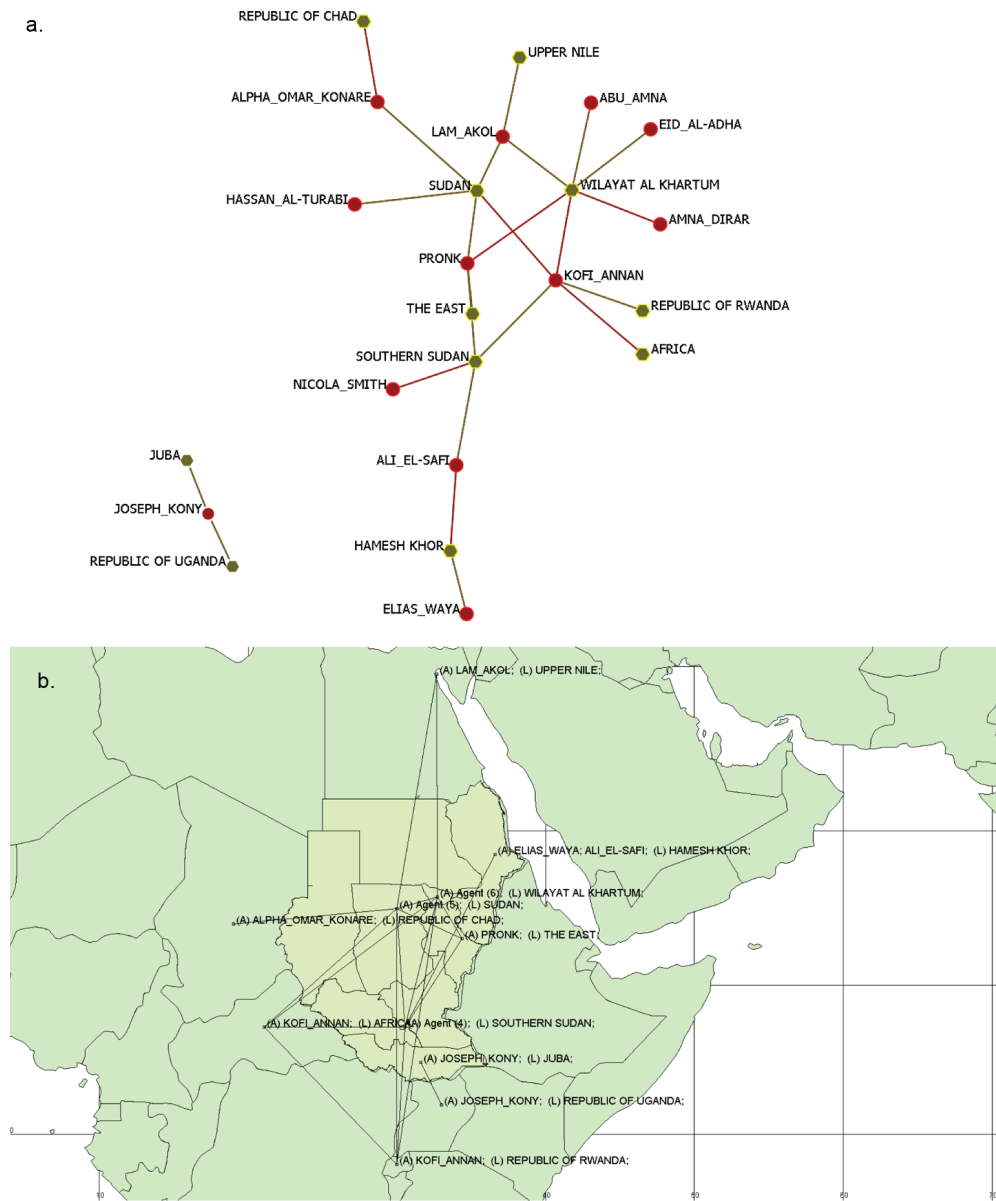 a.
REPUBLIC OF CHAD
UPPER NILE
ALPHA_OMAR_KONARE
ABU_AMNA
EID_AL-ADHA
LAM_AKOL
SUDAN
WILAYAT AL KHARTUM
HASSAN_AL-TURABI
AMNA_DIRAR
PRONK
KOFI_ANNAN
THE EAST
REPUBLIC OF RWANDA
SOUTHERN SUDAN
AFRICA
NICOLA_SMITH
JUBA
ALI_EL-SAFI
JOSEPH_KONY
HAMESH KHOR
REPUBLIC OF UGANDA
ELIAS_WAYA
b.
(A) LAM_AKOL; (L) UPPER NILE;
(A) ELIAS_WAYA; ALI_EL-SAFI; (L) HAMESH KHOR;
(A) Agent (6); (L) WILAYAT AL KHARTUM;
(A) Agent (5); (L) SUDAN;
(A) ALPHA_OMAR_KONARE; (L) REPUBLIC OF CHAD;
(A) PRONK; (L) THE EAST;
(A) KOFI_ANNAN; (L) AFRICA;
(A) Agent (4); (L) SOUTHERN SUDAN;
(A) JOSEPH_KONY; (L) JUBA;
(A) JOSEPH_KONY; (L) REPUBLIC OF UGANDA;
0
(A) KOFI_ANNAN; (L) REPUBLIC OF RWANDA;
10
40
50
60
70